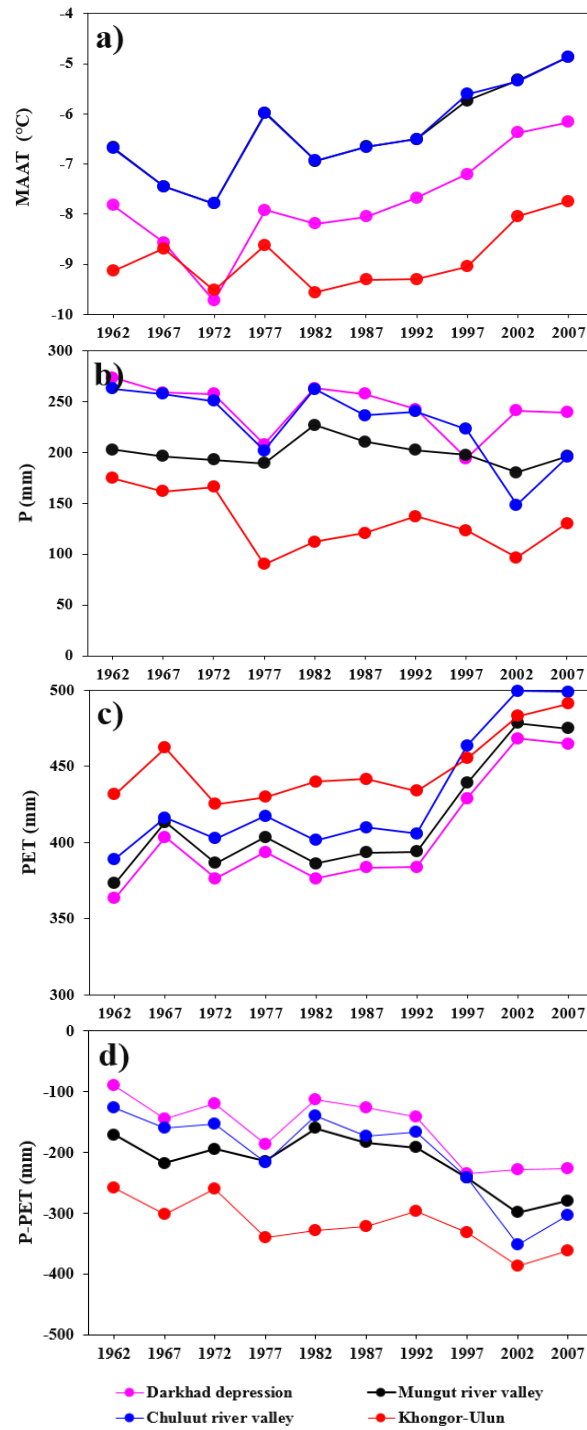 a)
MAAT (°C)
-4
-5
-6
-7
-8
-9
-10
1962 1967 1972 1977 1982 1987 1992 1997 2002 2007
b)
P (mm)
300
250
200
150
100
50
0
1962 1967 1972 1977 1982 1987 1992 1997 2002 2007
c)
PET (mm)
500
450
400
350
300
1962 1967 1972 1977 1982 1987 1992 1997 2002 2007
d)
P-PET (mm)
0
-100
-200
-300
-400
-500
1962 1967 1972 1977 1982 1987 1992 1997 2002 2007
Darkhad depression Mungut river valley
Chuluut river valley Khongor-Ulun